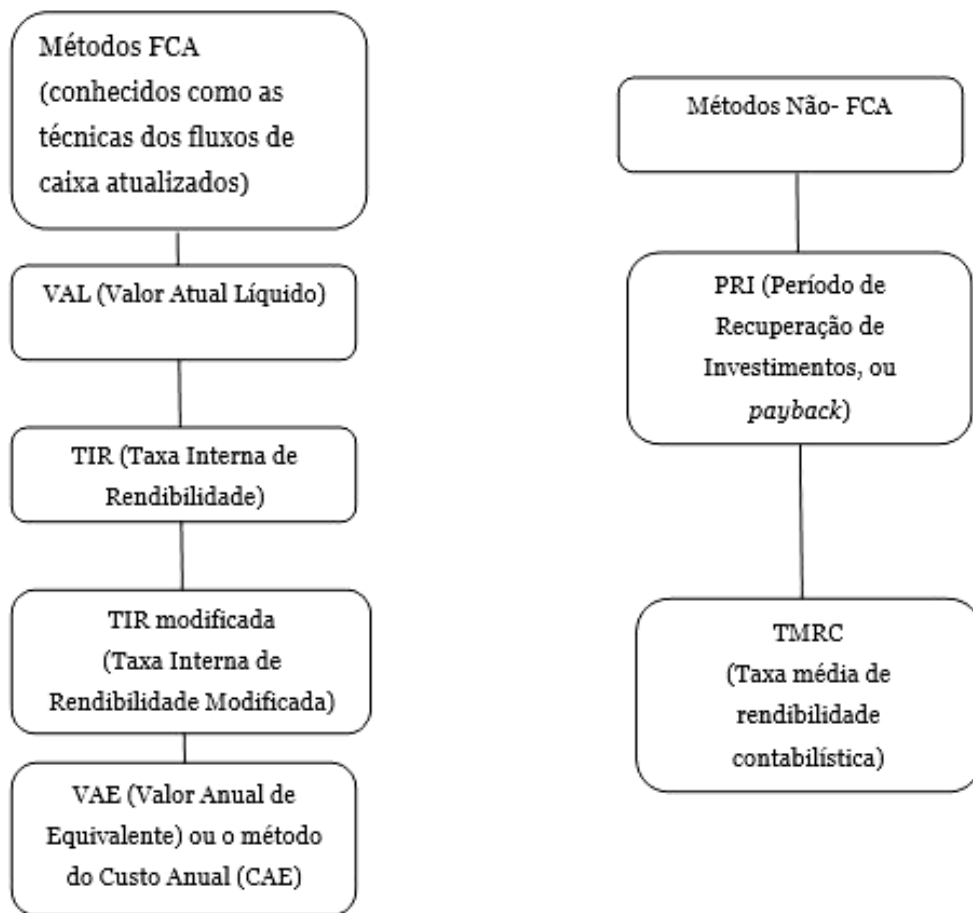 Métodos FCA
(conhecidos como as
técnicas dos fluxos de
caixa atualizados)
VAL (Valor Atual Líquido)
TIR (Taxa Interna de
Rendibilidade)
TIR modificada
(Taxa Interna de
Rendibilidade Modificada)
VAE (Valor Anual de
Equivalente) ou o método
do Custo Anual (CAE)
Métodos Não- FCA
PRI (Período de
Recuperação de
Investimentos, ou
payback)
TMRC
(Taxa média de
rendibilidade
contabilística)